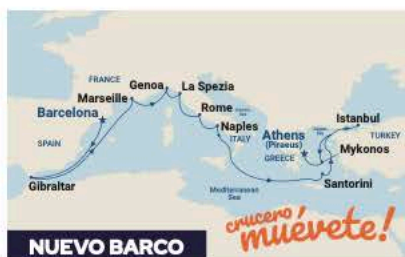 FRANCE
Genoa
La Spezia
Marseille
Barcelona
Rome
Naples
ITALY
SPAIN
Gibraltar
Athens
(Piraeus)
GREECE
Istanbul
TURKEY
Mykonos
Santorini
Mediterranean
Sea
crucero
muévete!
NUEVO BARCO